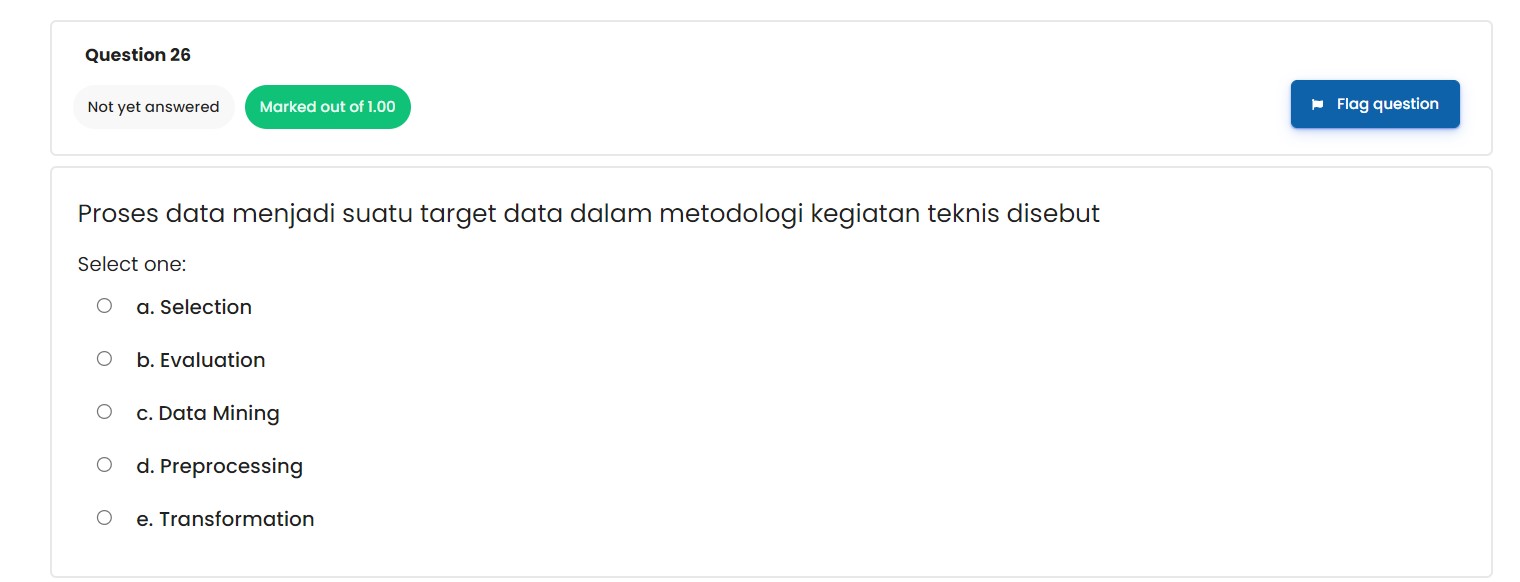 Question 26
Not yet answered
Marked out of 1.00
Flag question
Proses data menjadi suatu target data dalam metodologi kegiatan teknis disebut
Select one:
a. Selection
b. Evaluation
c. Data Mining
d. Preprocessing
e. Transformation